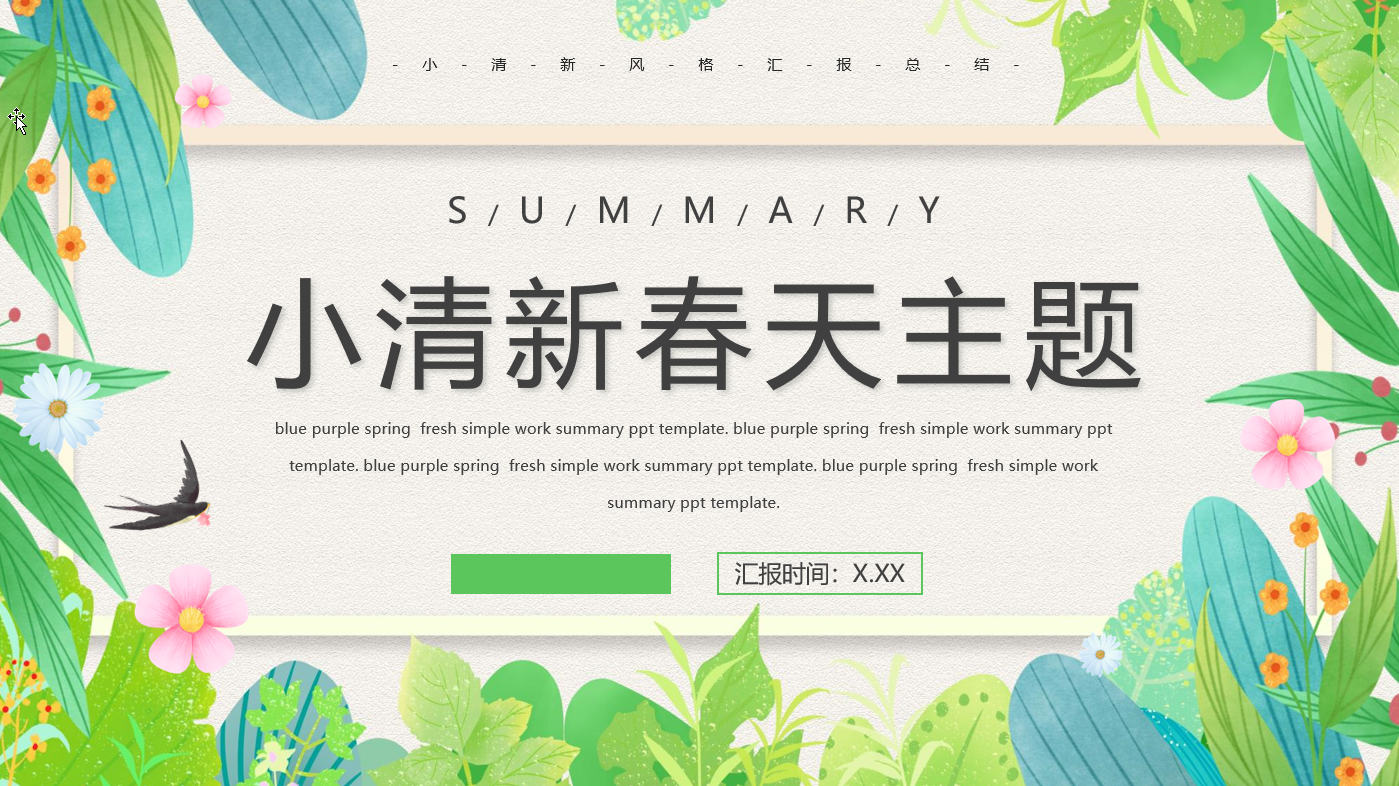 - 小 - 清 - 新 - 风 - 格 - 汇 - 报 - 总 - 结 -
S / U / M / M / A / R / Y
小清新春天主题
blue purple spring  fresh simple work summary ppt template. blue purple spring  fresh simple work summary ppt
template. blue purple spring  fresh simple work summary ppt template. blue purple spring  fresh simple work
summary ppt template.
汇报时间：X.XX